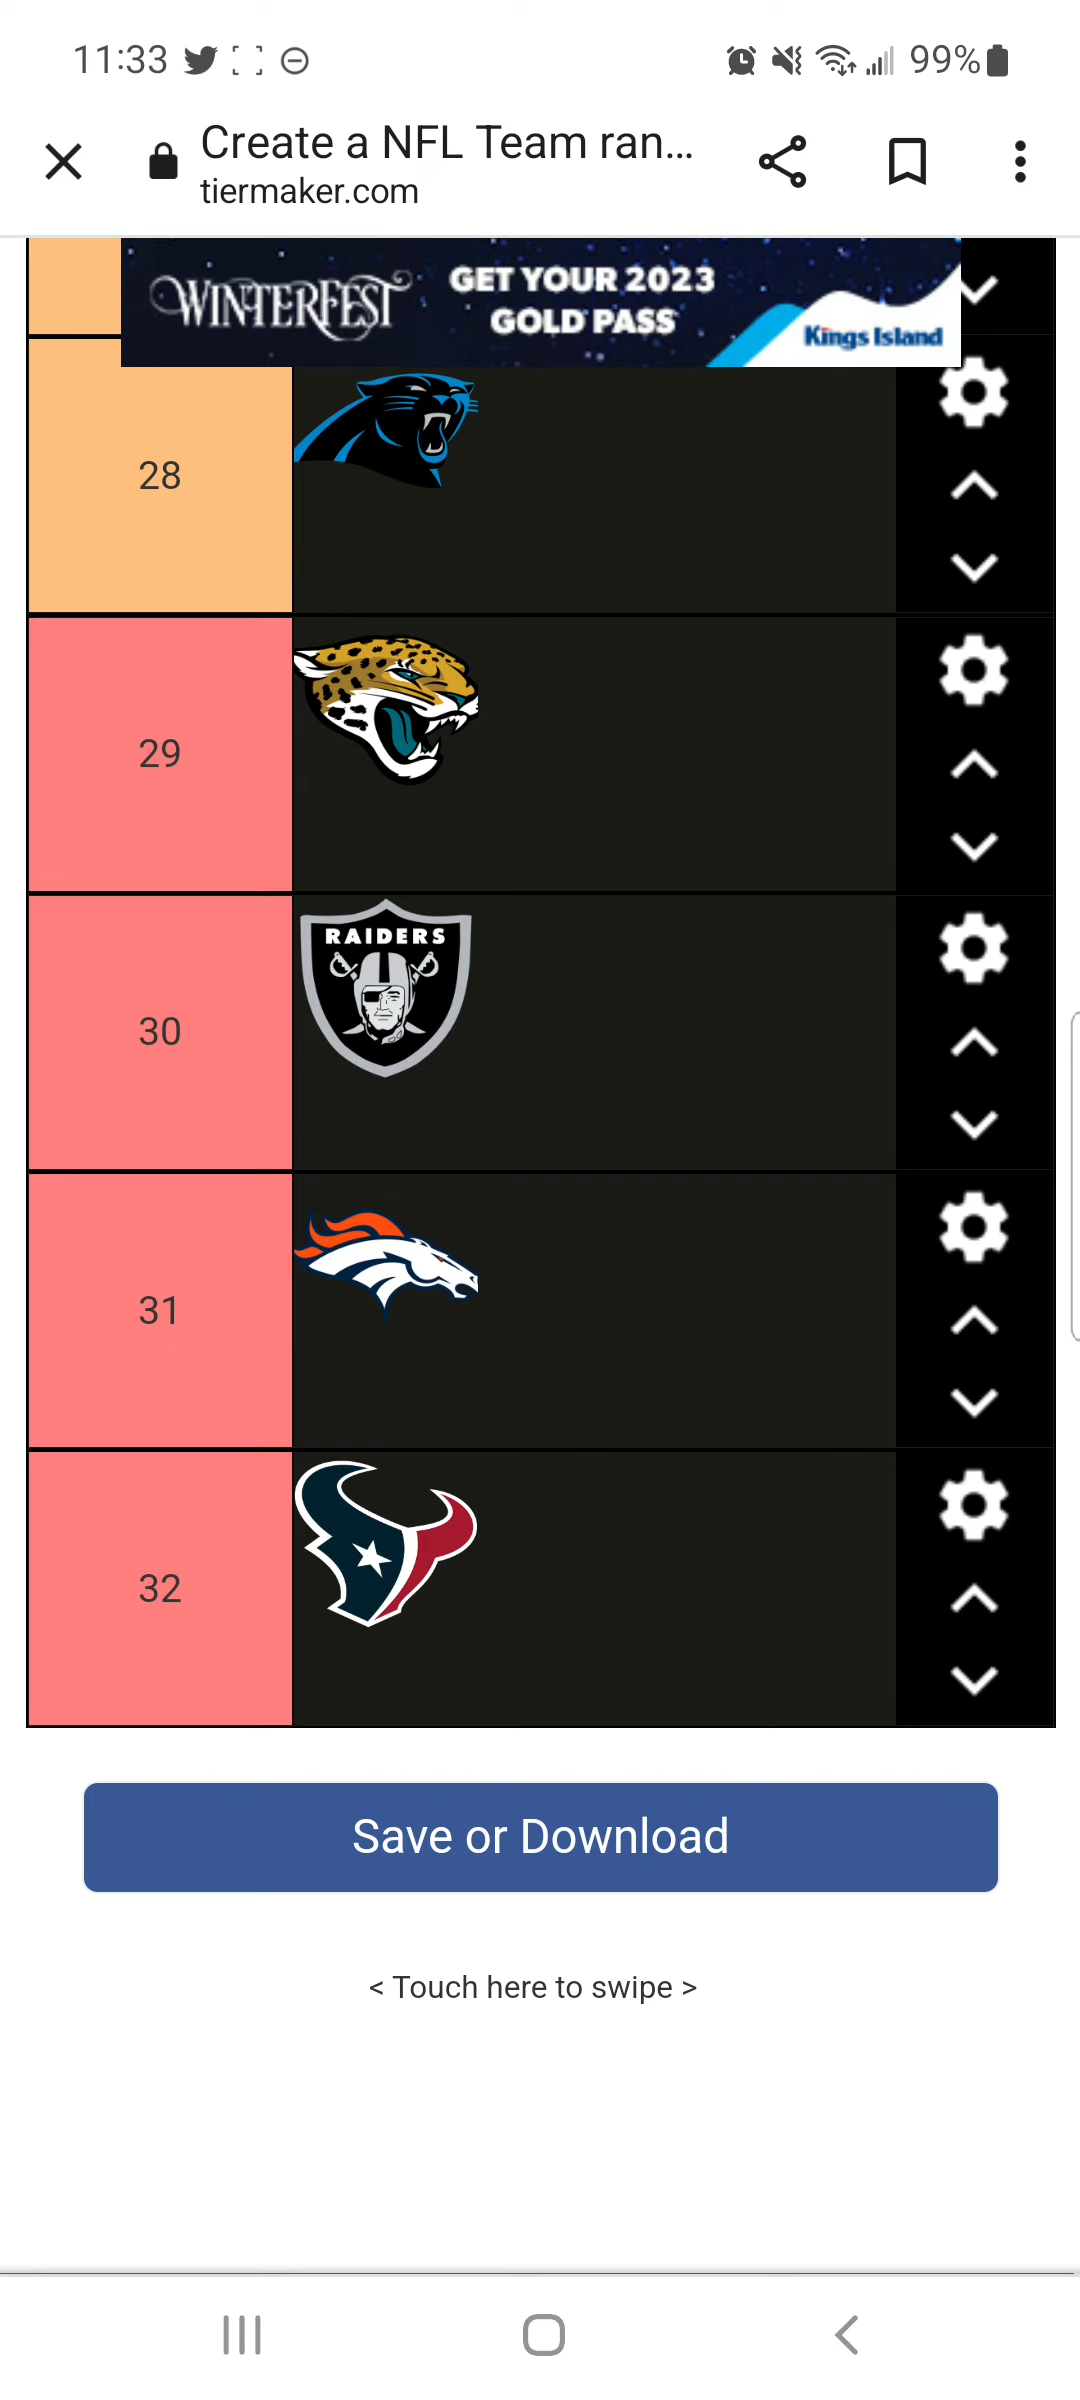 11:33
99%
Create a NFL Team ran...
tiermaker.com
WINTERFEST
GET YOUR 2023
GOLD PASS
Kings Island
28
29
RAIDERS
30
31
32
Save or Download
< Touch here to swipe >